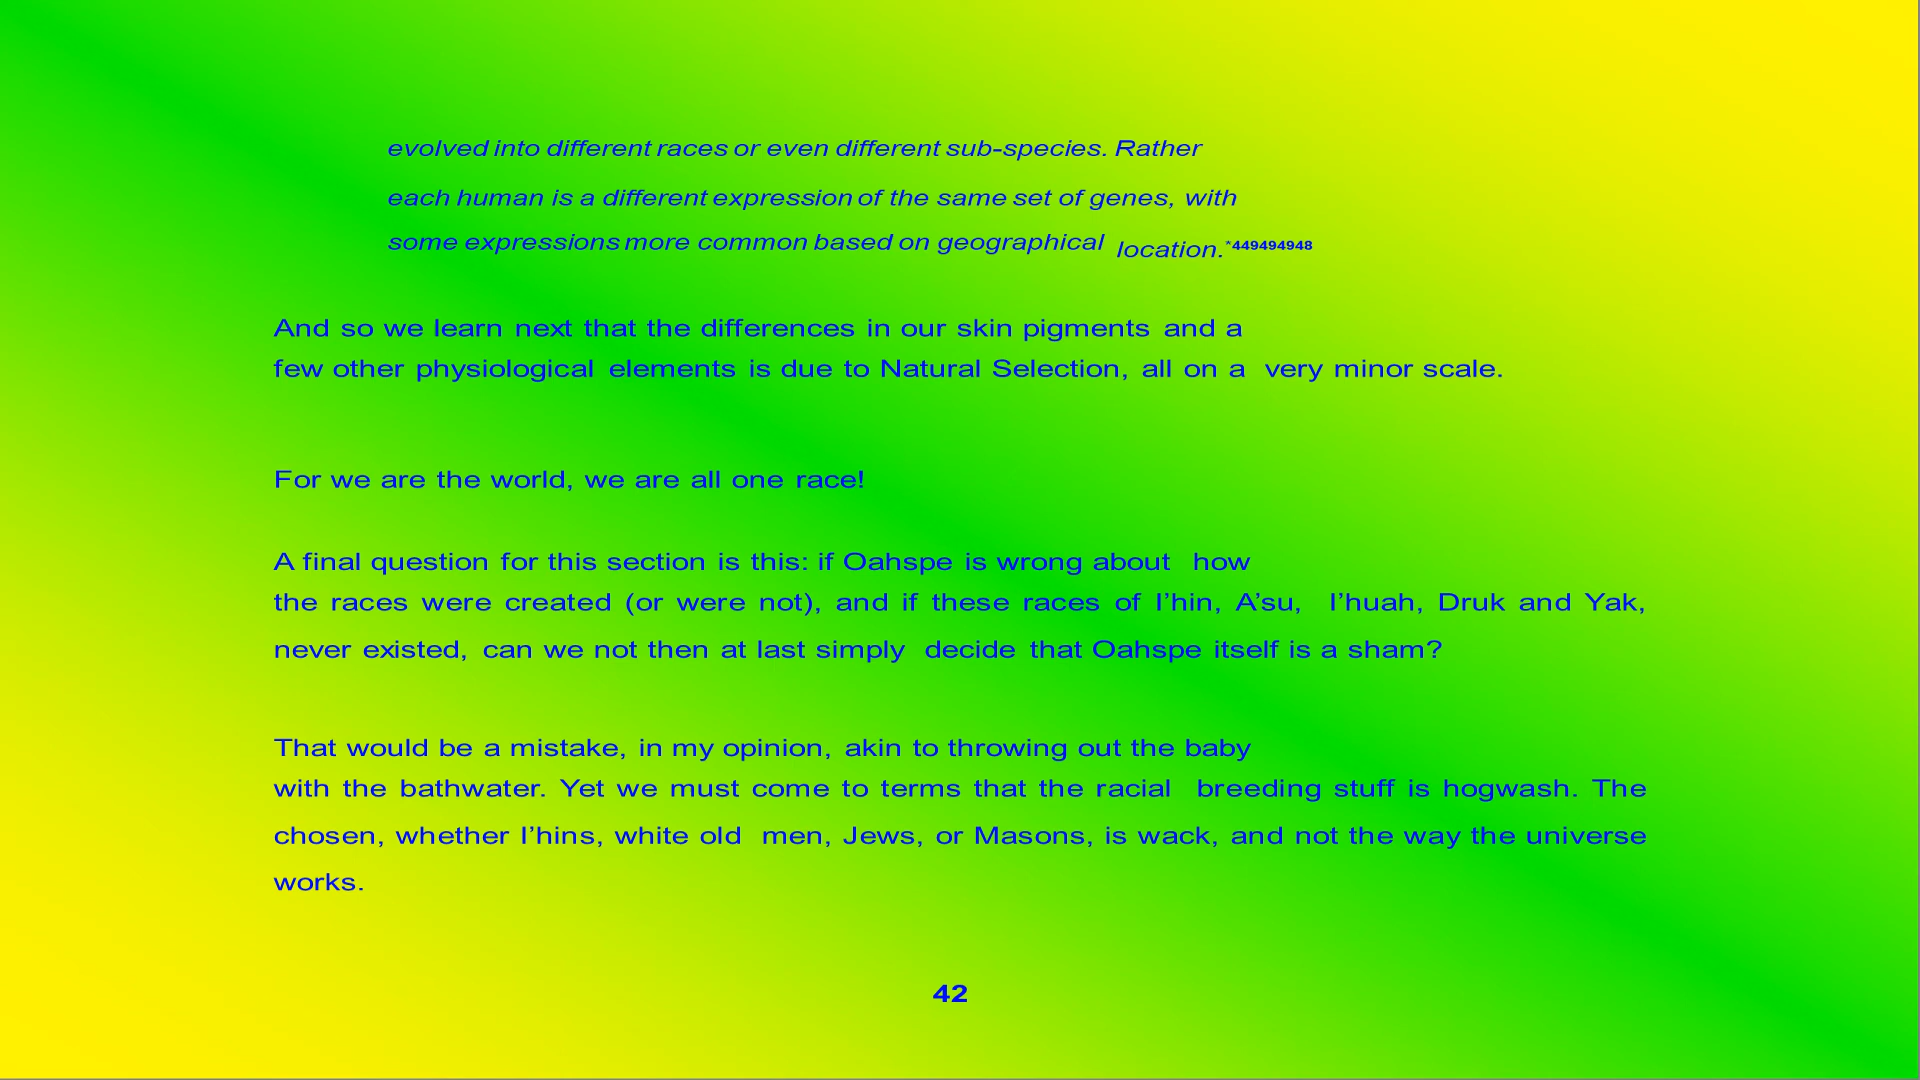 evolved into different races or even different sub-species. Rather
each human is a different expression of the same set of genes, with
some expressions more common based on geographical location.*449494948
And so we learn next that the differences in our skin pigments and a
few other physiological elements is due to Natural Selection, all on a very minor scale.
For we are the world, we are all one race!
A final question for this section is this: if Oahspe is wrong about how
the races were created (or were not), and if these races of I’hin, A’su, I’huah, Druk and Yak,
never existed, can we not then at last simply decide that Oahspe itself is a sham?
That would be a mistake, in my opinion, akin to throwing out the baby
with the bathwater. Yet we must come to terms that the racial breeding stuff is hogwash. The
chosen, whether I’hins, white old men, Jews, or Masons, is wack, and not the way the universe
works.
42